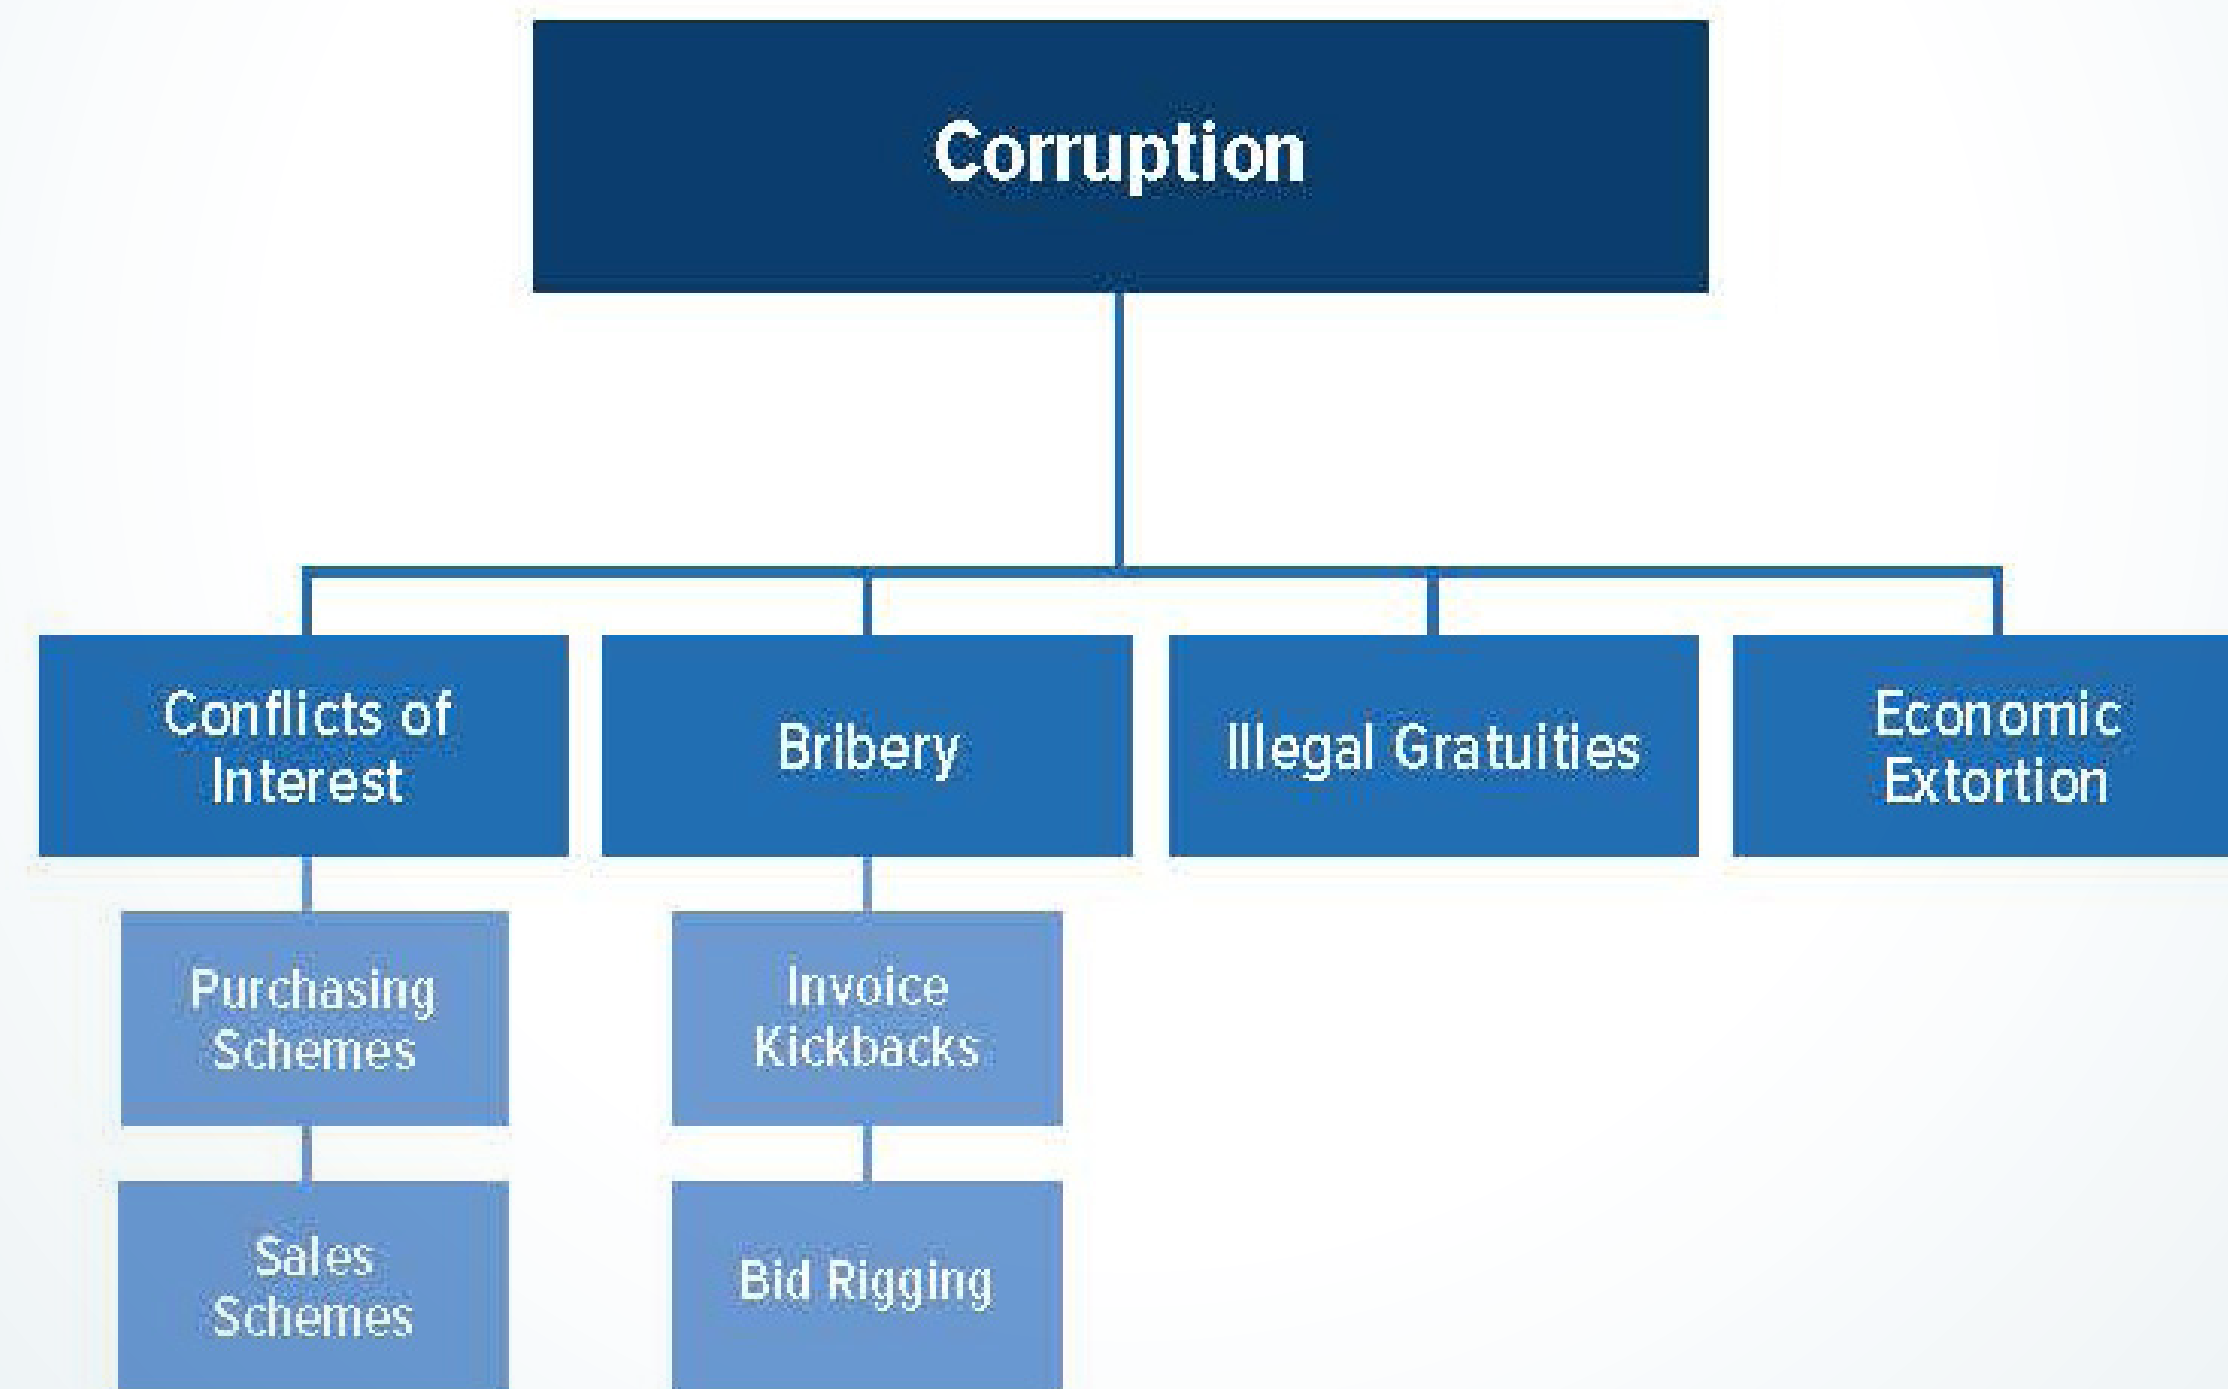 Corruption
Conflicts of
Interest
Bribery
Illegal Gratuities
Economic
Extortion
Purchasing
Schemes
Invoice
Kickbacks
Sales
Schemes
Bid Rigging